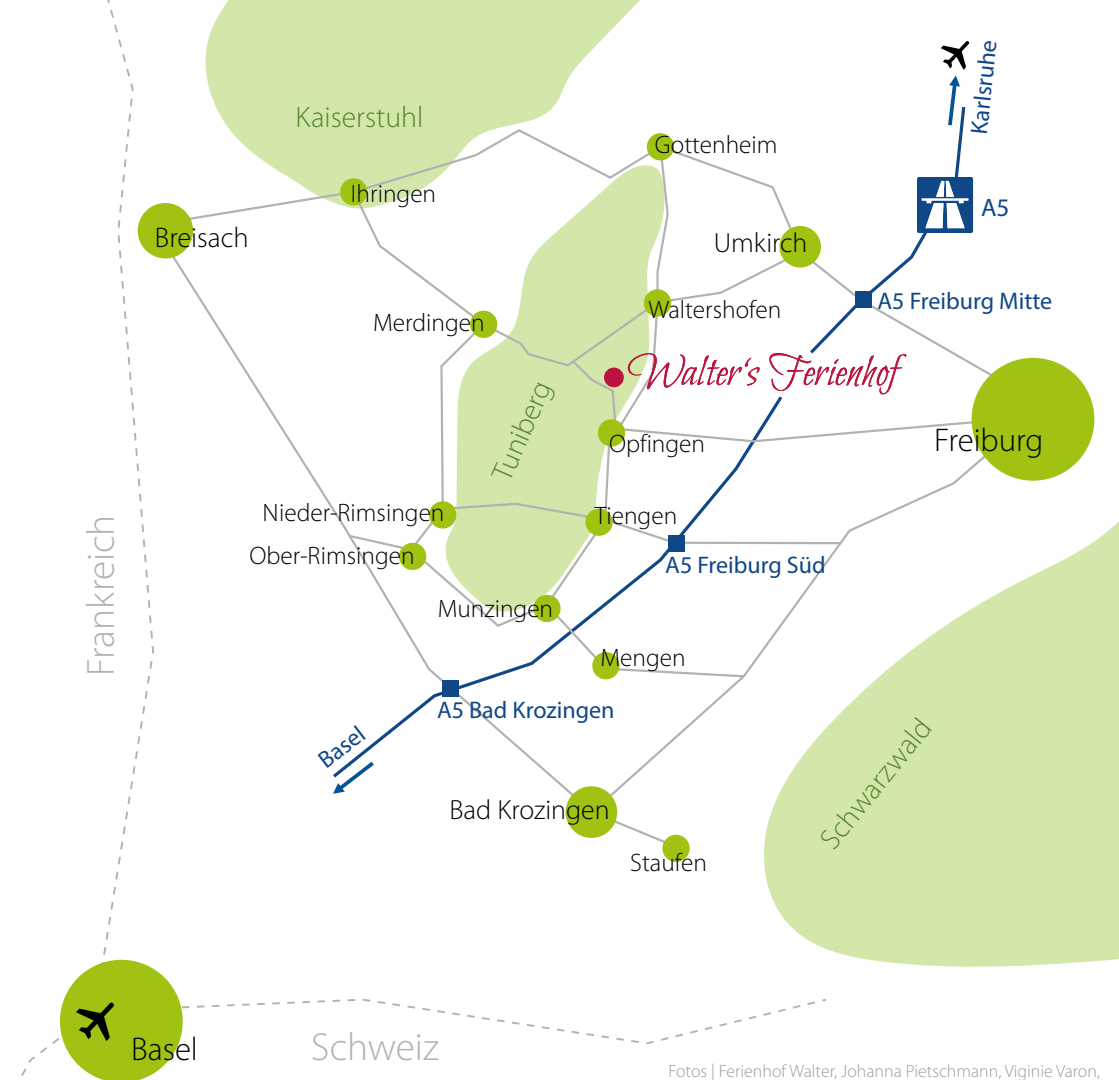 Karlsruhe
Kaiserstuhl
Gottenheim
Ihringen
A5
Breisach
Umkirch
A5 Freiburg Mitte
Waltershofen
Merdingen
Walter's Ferienhof
Tuniberg
Opfingen
Freiburg
Nieder-Rimsingen
Tiengen
Ober-Rimsingen
A5 Freiburg Süd
Frankreich
Munzingen
Mengen
A5 Bad Krozingen
Basel
Schwarzwald
Bad Krozingen
Staufen
Basel
Schweiz
Fotos | Ferienhof Walter, Johanna Pietschmann, Viginie Varon,